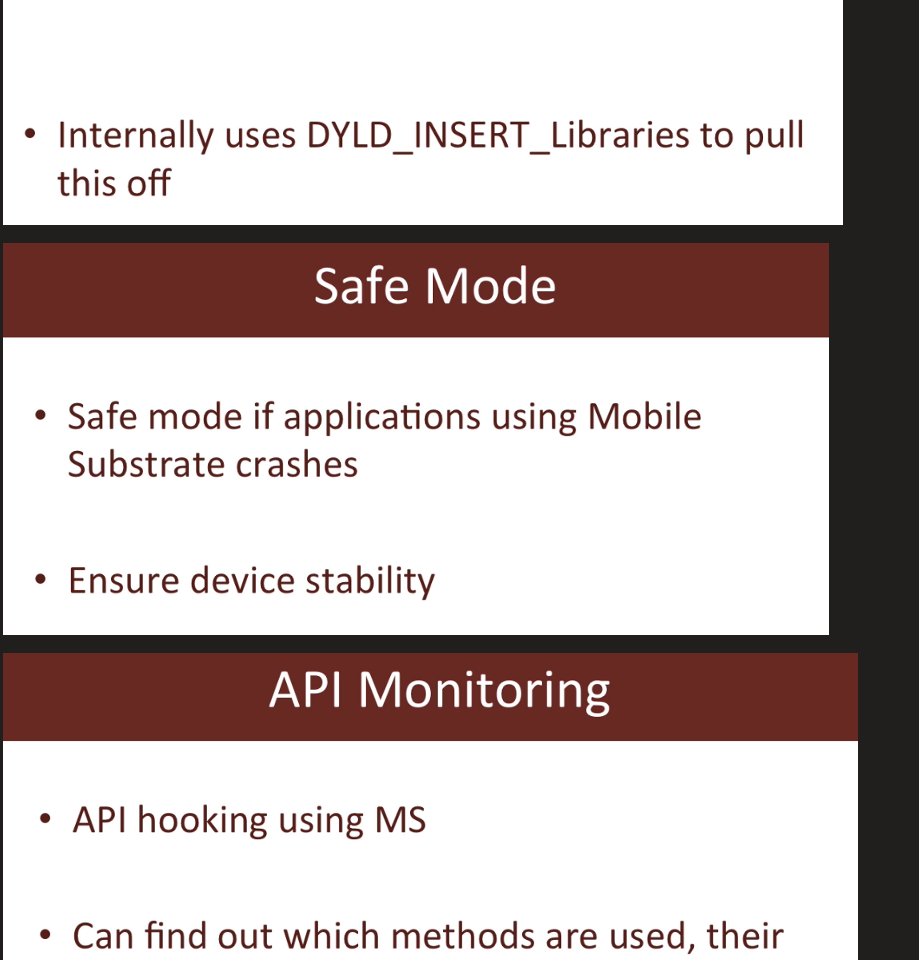 • Internally uses DYLD_INSERT_Libraries to pull
this off
Safe Mode
• Safe mode if applications using Mobile
Substrate crashes
• Ensure device stability
API Monitoring
• API hooking using MS
• Can find out which methods are used, their